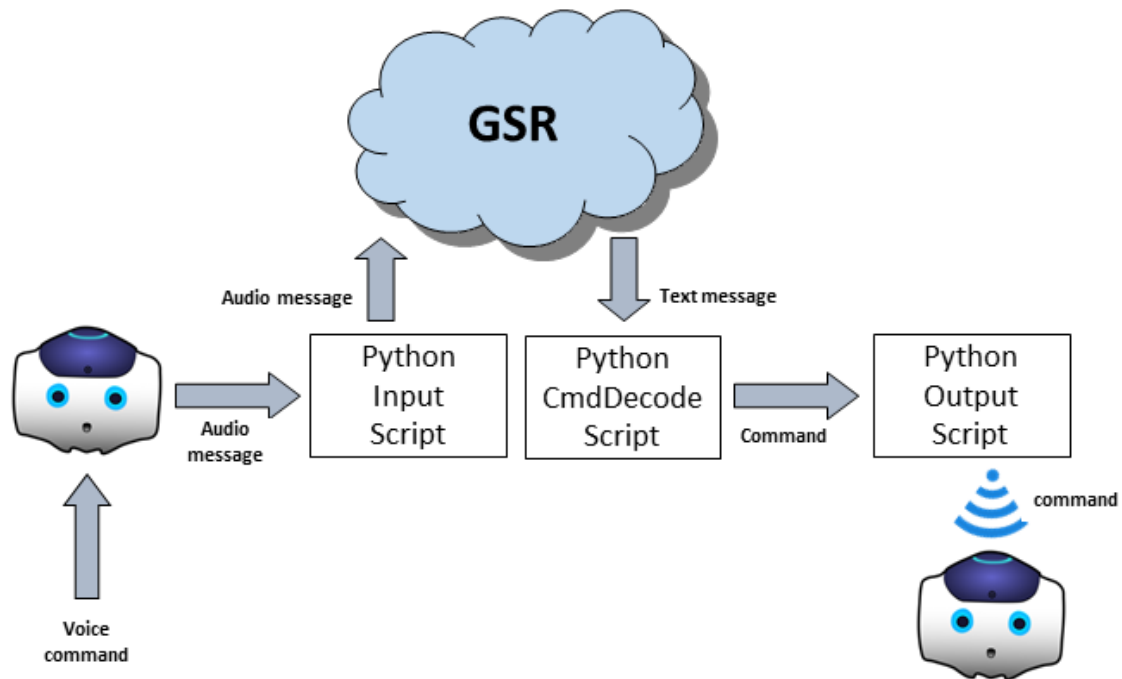 GSR
Audio message
Text message
Python
Input
Script
Python
CmdDecode
Script
Python
Output
Script
Audio
message
Command
command
Voice
command